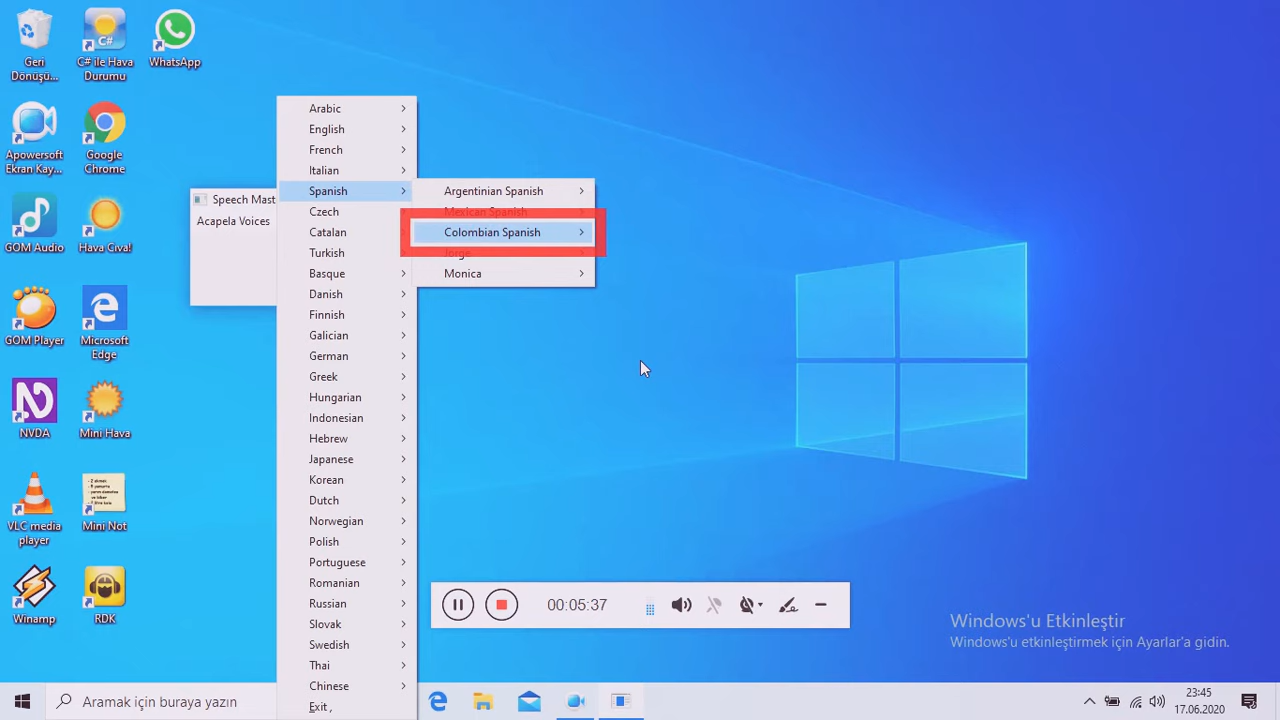 Geri
Dönüşü...
C# ile Hava
Durumu
WhatsApp
Apowersoft
Ekran Kay...
Google
Chrome
GOM Audio
Hava Cıva!
GOM Player
Microsoft
Edge
NVDA
Mini Hava
VLC media
player
Mini Not
Winamp
RDK
Speech Mast
Acapela Voices
Arabic
English
French
Italian
Spanish
Czech
Catalan
Turkish
Basque
Danish
Finnish
Galician
German
Greek
Hungarian
Indonesian
Hebrew
Japanese
Korean
Dutch
Norwegian
Polish
Portuguese
Romanian
Russian
Slovak
Swedish
Thai
Chinese
Exit ,
Argentinian Spanish
Mexican Spanish
Colombian Spanish
Jorge
Monica
00:05:37
Windows'u Etkinleştir
Windows'u etkinleştirmek için Ayarlar'a gidin.
Aramak için buraya yazın
23:45
17.06.2020